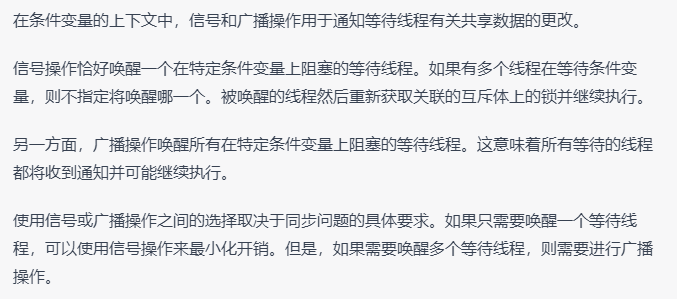 在条件变量的上下文中，信号和广播操作用于通知等待线程有关共享数据的更改。
信号操作恰好唤醒一个在特定条件变量上阻塞的等待线程。如果有多个线程在等待条件变
量，则不指定将唤醒哪一个。被唤醒的线程然后重新获取关联的互斥体上的锁并继续执行。
另一方面，广播操作唤醒所有在特定条件变量上阻塞的等待线程。这意味着所有等待的线程
都将收到通知并可能继续执行。
使用信号或广播操作之间的选择取决于同步问题的具体要求。如果只需要唤醒一个等待线
程，可以使用信号操作来最小化开销。但是，如果需要唤醒多个等待线程，则需要进行广播
操作。